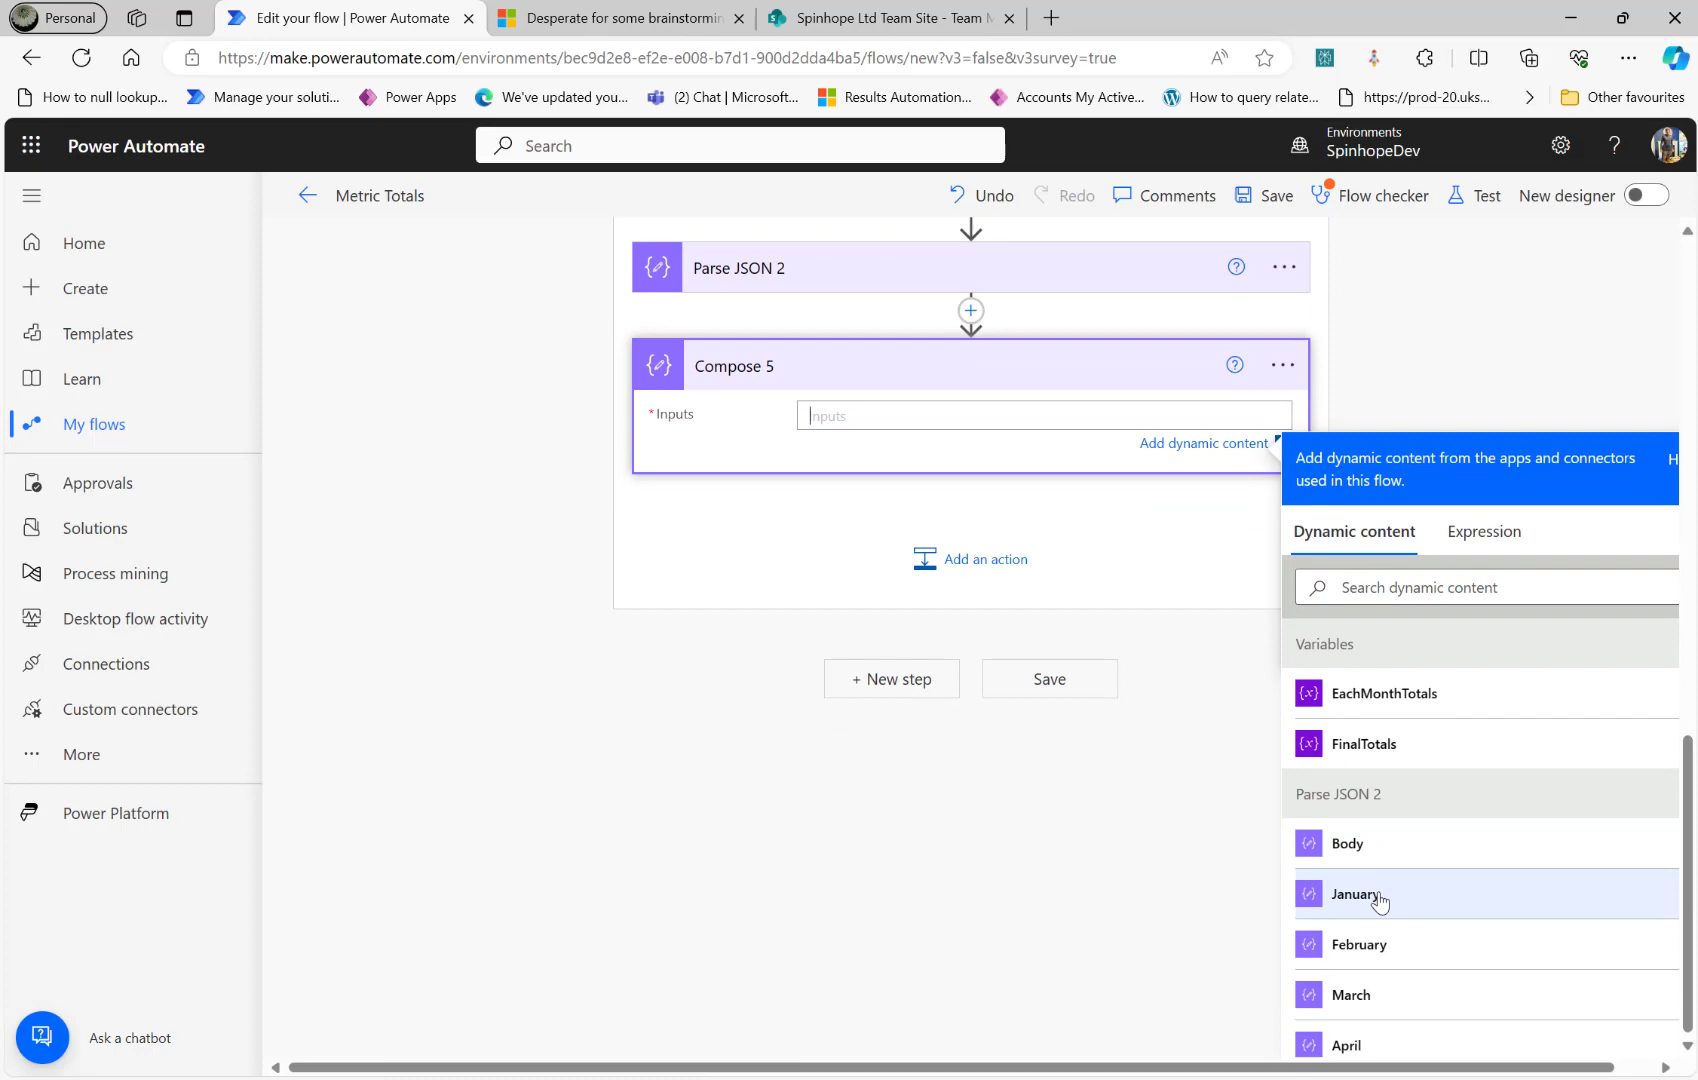 Personal
Edit your flow | Power Automate
Desperate for some brainstormin
Spinhope Ltd Team Site - Team M
https://make.powerautomate.com/environments/bec9d2e8-ef2e-e008-b7d1-900d2dda4ba5/flows/new?v3=false&v3survey=true
How to null lookup...
Manage your soluti...
Power Apps
We've updated you...
(2) Chat | Microsoft...
Results Automation...
Accounts My Active...
How to query relate...
https://prod-20.uks...
Other favourites
Power Automate
Search
Environments
SpinhopeDev
Metric Totals
Undo
Redo
Comments
Save
Flow checker
Test
New designer
Home
Create
Templates
Learn
My flows
Approvals
Solutions
Process mining
Desktop flow activity
Connections
Custom connectors
More
Power Platform
Ask a chatbot
Parse JSON 2
Compose 5
* Inputs
Inputs
Add dynamic content
Add an action
+ New step
Save
Add dynamic content from the apps and connectors
used in this flow.
H
Dynamic content
Expression
Search dynamic content
Variables
EachMonthTotals
FinalTotals
Parse JSON 2
Body
January
February
March
April